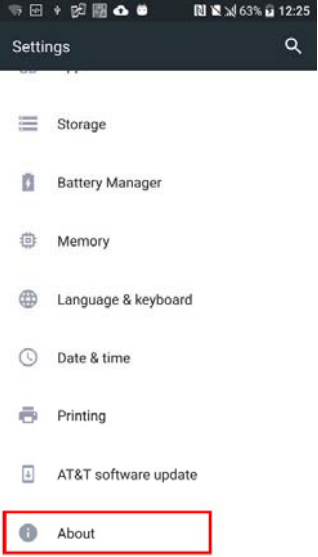 63% 12:25
Settings
Storage
Battery Manager
Memory
Language & keyboard
Date & time
Printing
AT&T software update
About